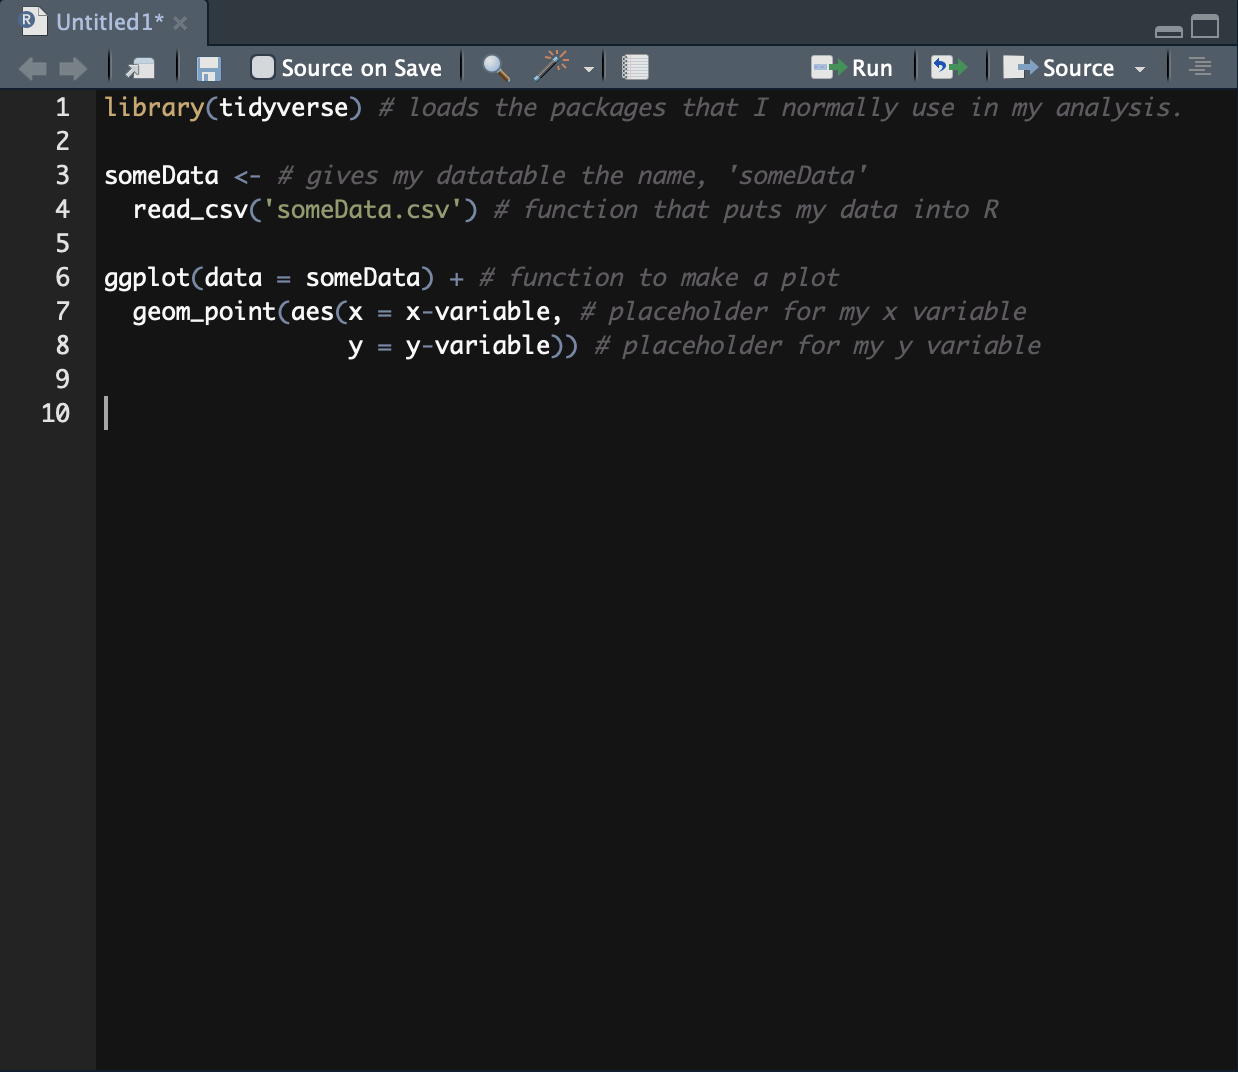 Untitled1*
Source on Save
Run
Source
1 library(tidyverse) # loads the packages that I normally use in my analysis.
2
3 someData <- # gives my datatable the name, 'someData'
4   read_csv('someData.csv') # function that puts my data into R
5
6 ggplot(data = someData) + # function to make a plot
7   geom_point(aes(x = x-variable, # placeholder for my x variable
8                  y = y-variable)) # placeholder for my y variable
9
10